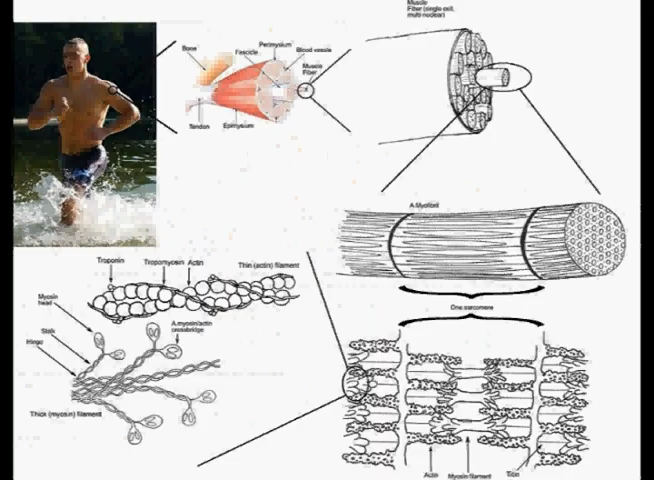 Muscle
Fiber (single cell,
multi-nuclear)
Bone
Fascicle
Perimysium
Blood vessle
Muscle
Fiber
Tendon
Epimysium
A Myofibril
One sarcomere
Troponin
Tropomyosin
Actin
Thin (actin) filament
Myosin
head
Stalk
Hinge
A myosin/actin
crossbridge
Thick (myosin) filament
Actin
Myosin filament
Titin